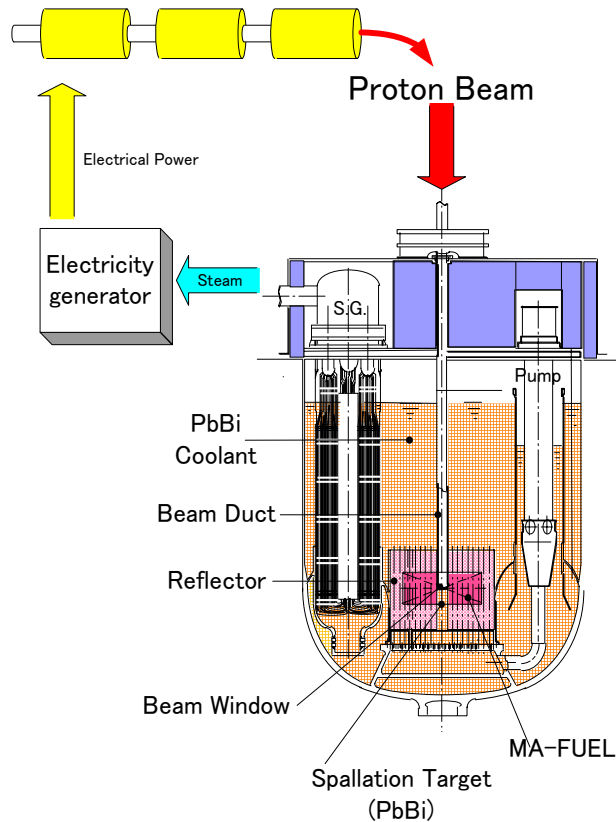 Proton Beam
Electrical Power
Electricity
generator
Steam
S.G.
Pump
PbBi
Coolant
Beam Duct
Reflector
Beam Window
MA-FUEL
Spallation Target
(PbBi)